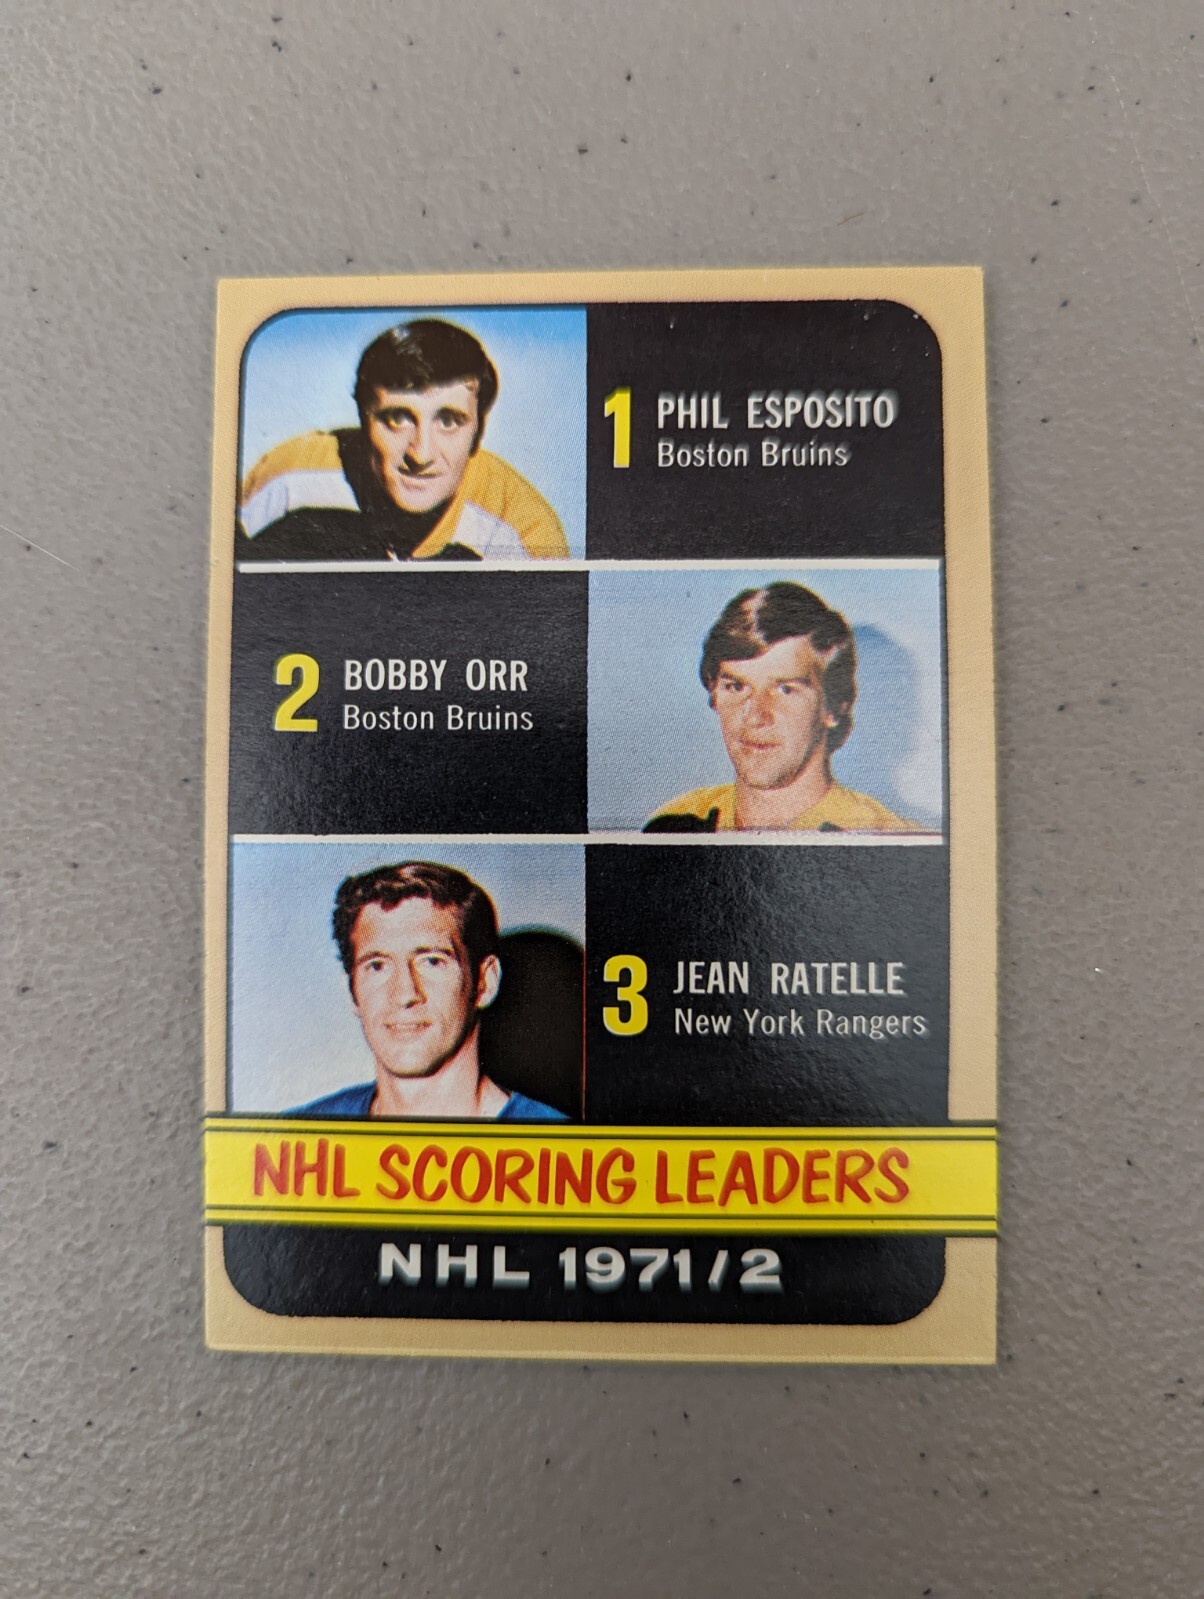 1 PHIL ESPOSITO
Boston Bruins
2 BOBBY ORR
Boston Bruins
3 JEAN RATELLE
New York Rangers
NHL SCORING LEADERS
NHL 1971/2